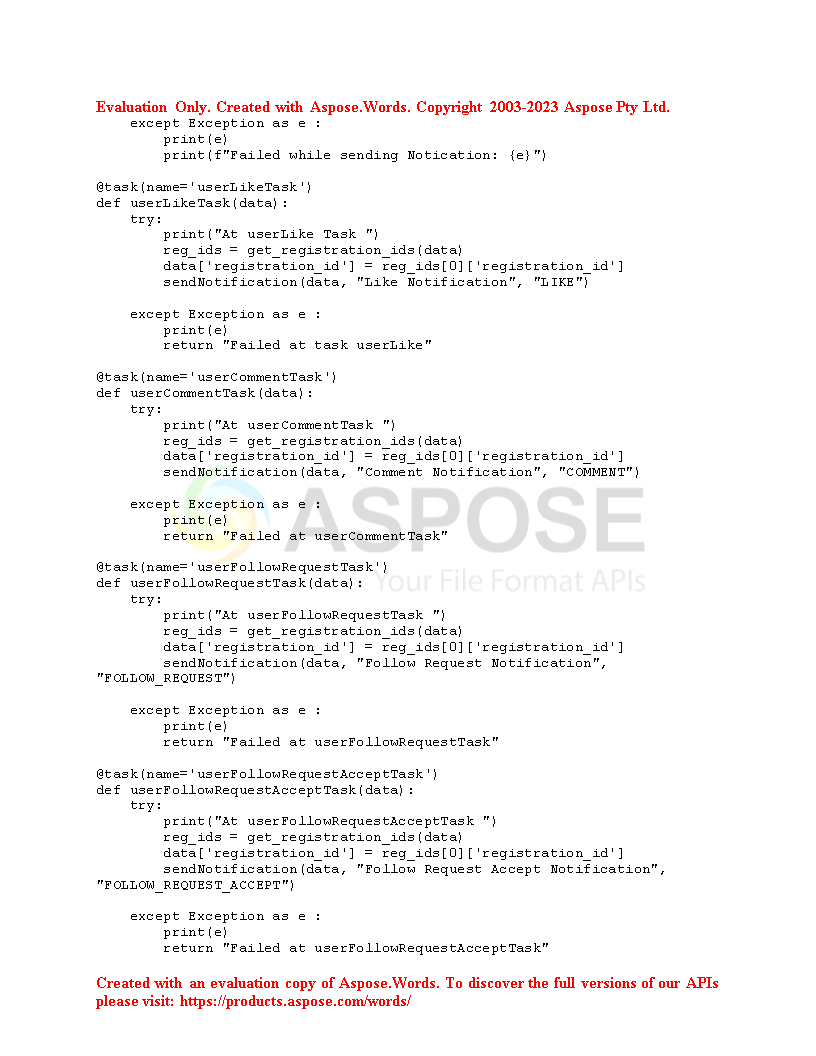 Evaluation Only. Created with Aspose.Words. Copyright 2003-2023 Aspose Pty Ltd.
    except Exception as e :
        print(e)
        print(f"Failed while sending Notication: {e}")

@task(name='userLikeTask')
def userLikeTask(data):
    try:
        print("At userLike Task ")
        reg_ids = get_registration_ids(data)
        data['registration_id'] = reg_ids[0]['registration_id']
        sendNotification(data, "Like Notification", "LIKE")

    except Exception as e :
        print(e)
        return "Failed at task userLike"

@task(name='userCommentTask')
def userCommentTask(data):
    try:
        print("At userCommentTask ")
        reg_ids = get_registration_ids(data)
        data['registration_id'] = reg_ids[0]['registration_id']
        sendNotification(data, "Comment Notification", "COMMENT")

    except Exception as e :
        print(e)
        return "Failed at userCommentTask"
ASPOSE
Your File Format APIs

@task(name='userFollowRequestTask')
def userFollowRequestTask(data):
    try:
        print("At userFollowRequestTask ")
        reg_ids = get_registration_ids(data)
        data['registration_id'] = reg_ids[0]['registration_id']
        sendNotification(data, "Follow Request Notification",
"FOLLOW_REQUEST")

    except Exception as e :
        print(e)
        return "Failed at userFollowRequestTask"

@task(name='userFollowRequestAcceptTask')
def userFollowRequestAcceptTask(data):
    try:
        print("At userFollowRequestAcceptTask ")
        reg_ids = get_registration_ids(data)
        data['registration_id'] = reg_ids[0]['registration_id']
        sendNotification(data, "Follow Request Accept Notification",
"FOLLOW_REQUEST_ACCEPT")

    except Exception as e :
        print(e)
        return "Failed at userFollowRequestAcceptTask"

Created with an evaluation copy of Aspose.Words. To discover the full versions of our APIs
please visit: https://products.aspose.com/words/